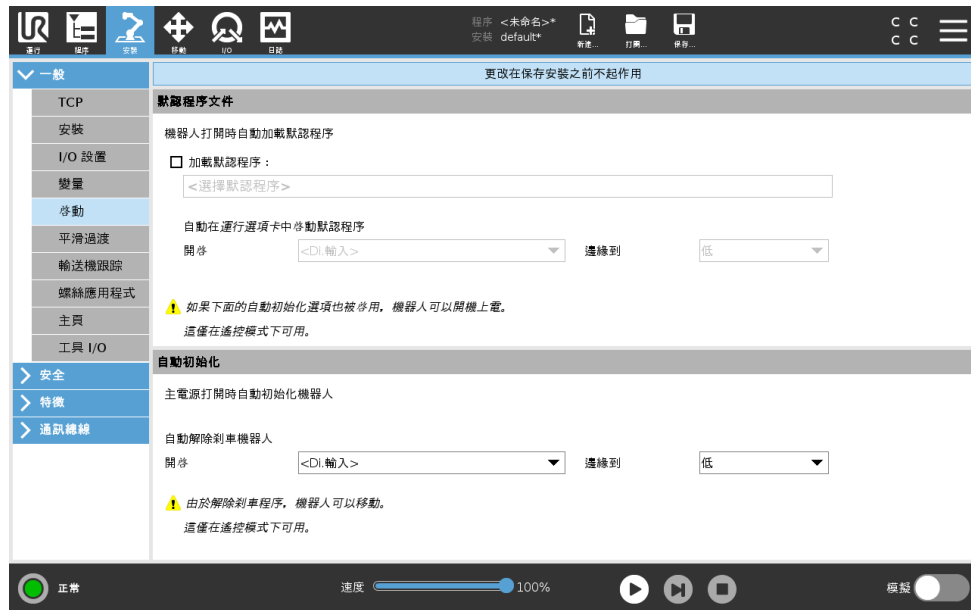 UR
運行
程序
安裝
移動
I/O
日誌
程序 <未命名>*
安裝 default*
新建...
打開...
保存...
C C
C C
一般
TCP
安裝
I/O 設置
變量
啓動
平滑過渡
輸送機跟踪
螺絲應用程式
主頁
工具 I/O
安全
特徵
通訊總線
更改在保存安裝之前不起作用
默認程序文件
機器人打開時自動加載默認程序
加載默認程序：
<選擇默認程序>
自動在運行選項卡中啓動默認程序
開啓 <Di.輸入> 邊緣到 低
如果下面的自動初始化選項也被啓用，機器人可以開機上電。
這僅在遙控模式下可用。
自動初始化
主電源打開時自動初始化機器人
自動解除剎車機器人
開啓 <Di.輸入> 邊緣到 低
由於解除剎車程序，機器人可以移動。
這僅在遙控模式下可用。
正常
速度 100%
模擬